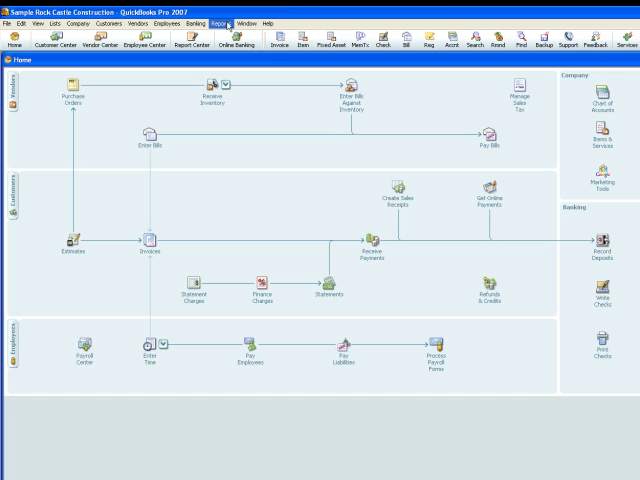 Sample Rock Castle Construction - QuickBooks Pro 2007
File Edit View Lists Company Customers Vendors Employees Banking Reports Window Help
Home Customer Center Vendor Center Employee Center Report Center Online Banking Invoice Item Fixed Asset MemTx Check Bill Reg Accnt Search Rmnd Find Backup Support Feedback Services
Home
Vendors
Purchase
Orders
Receive
Inventory
Enter Bills
Against
Inventory
Manage
Sales
Tax
Enter Bills
Pay Bills
Customers
Create Sales
Receipts
Get Online
Payments
Estimates
Invoices
Receive
Payments
Statement
Charges
Finance
Charges
Statements
Refunds
& Credits
Employees
Payroll
Center
Enter
Time
Pay
Employees
Pay
Liabilities
Process
Payroll
Forms
Company
Chart of
Accounts
Items &
Services
Google
Marketing
Tools
Banking
Record
Deposits
Write
Checks
Print
Checks